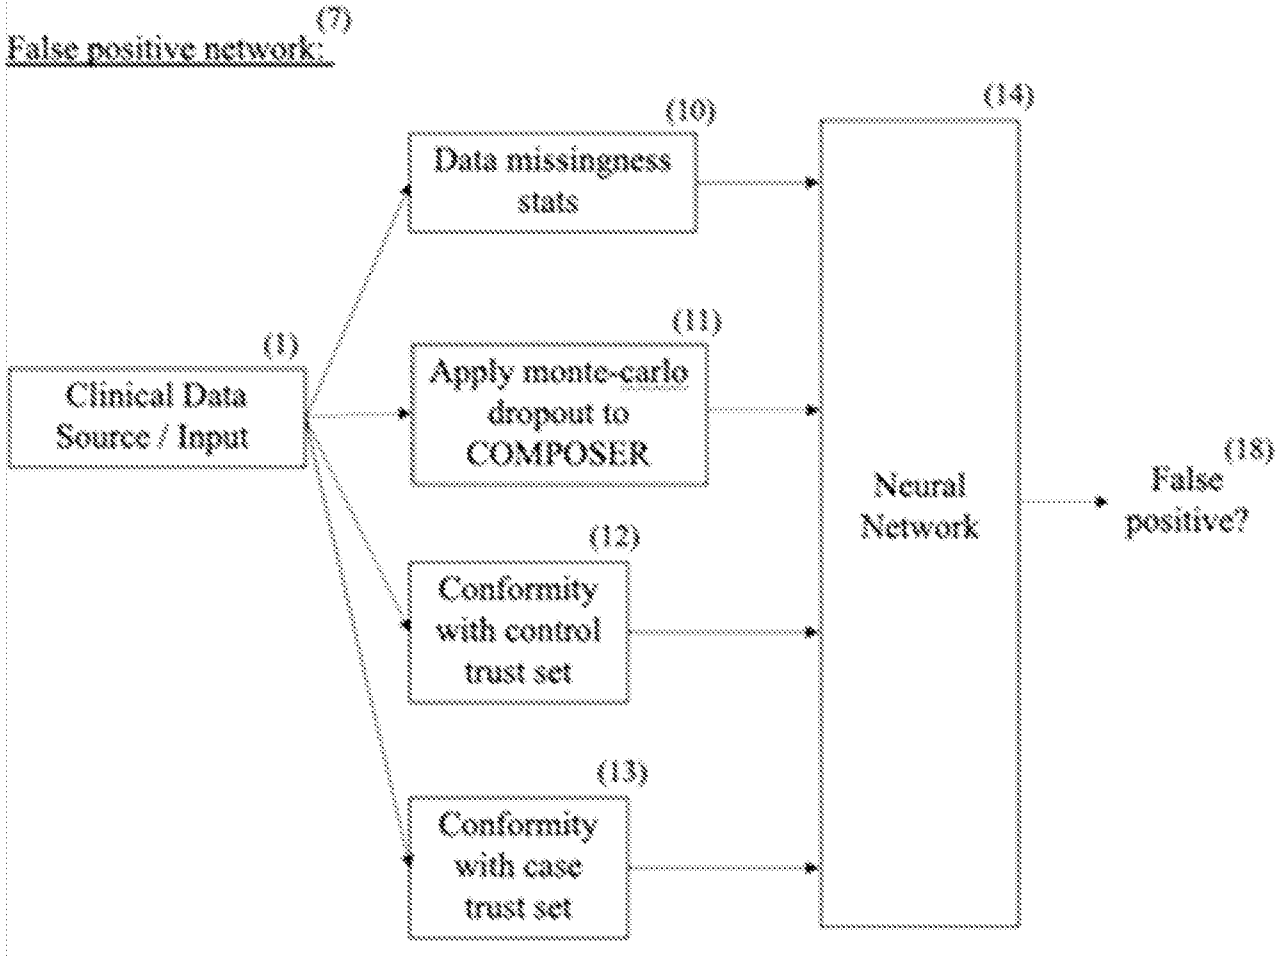 (7)
False positive network:
(14)
(10)
Data missingness
stats
(11)
(1)
Apply monte-carlo
dropout to
COMPOSER
Clinical Data
Source / Input
(18)
False
positive?
Neural
Network
(12)
Conformity
with control
trust set
(13)
Conformity
with case
trust set